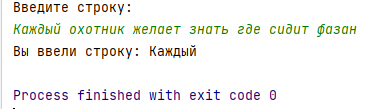 Введите строку:
Каждый охотник желает знать где сидит фазан
Вы ввели строку: Каждый
Process finished with exit code 0